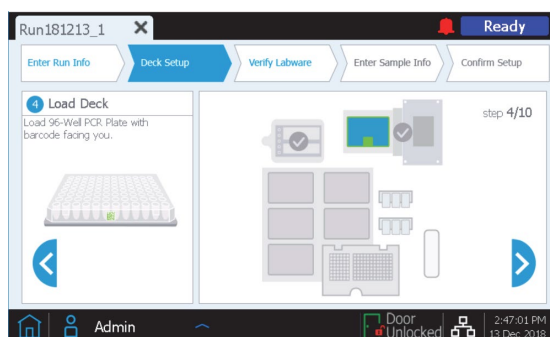 Run181213_1
Ready
Enter Run Info
Deck Setup
Verify Labware
Enter Sample Info
Confirm Setup
4 Load Deck
Load 96-Well PCR Plate with
barcode facing you.
step 4/10
Admin
Door
Unlocked
2:47:01 PM
13 Dec 2018